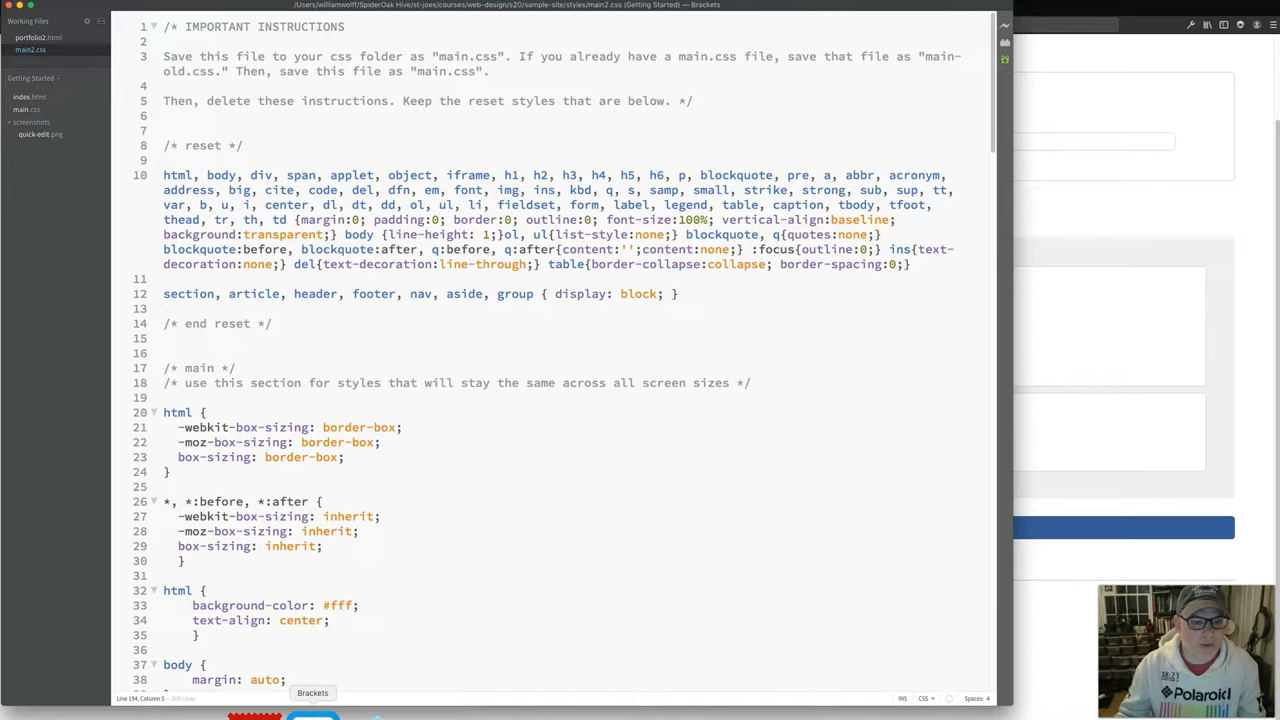 /Users/williamwolff/SpiderOak Hive/st-joes/courses/web-design/s20/sample-site/styles/main2.css (Getting Started) — Brackets
Working Files
portfolio2.html
main2.css
Getting Started
index.html
main.css
screenshots
quick-edit.png
1 /* IMPORTANT INSTRUCTIONS
2
3 Save this file to your css folder as "main.css". If you already have a main.css file, save that file as "main-
old.css." Then, save this file as "main.css".
4
5 Then, delete these instructions. Keep the reset styles that are below. */
6
7
8 /* reset */
9
10 html, body, div, span, applet, object, iframe, h1, h2, h3, h4, h5, h6, p, blockquote, pre, a, abbr, acronym,
address, big, cite, code, del, dfn, em, font, img, ins, kbd, q, s, samp, small, strike, strong, sub, sup, tt,
var, b, u, i, center, dl, dt, dd, ol, ul, li, fieldset, form, label, legend, table, caption, tbody, tfoot,
thead, tr, th, td {margin:0; padding:0; border:0; outline:0; font-size:100%; vertical-align:baseline;
background:transparent;} body {line-height: 1;}ol, ul{list-style:none;} blockquote, q{quotes:none;}
blockquote:before, blockquote:after, q:before, q:after{content:'';content:none;} :focus{outline:0;} ins{text-
decoration:none;} del{text-decoration:line-through;} table{border-collapse:collapse; border-spacing:0;}
11
12 section, article, header, footer, nav, aside, group { display: block; }
13
14 /* end reset */
15
16
17 /* main */
18 /* use this section for styles that will stay the same across all screen sizes */
19
20 html {
21 -webkit-box-sizing: border-box;
22 -moz-box-sizing: border-box;
23 box-sizing: border-box;
24 }
25
26 *, *:before, *:after {
27 -webkit-box-sizing: inherit;
28 -moz-box-sizing: inherit;
29 box-sizing: inherit;
30 }
31
32 html {
33 background-color: #fff;
34 text-align: center;
35 }
36
37 body {
38 margin: auto;
Brackets
Line 194, Column 5 — 209 Lines
INS CSS Spaces: 4
SX-7
Polaroid